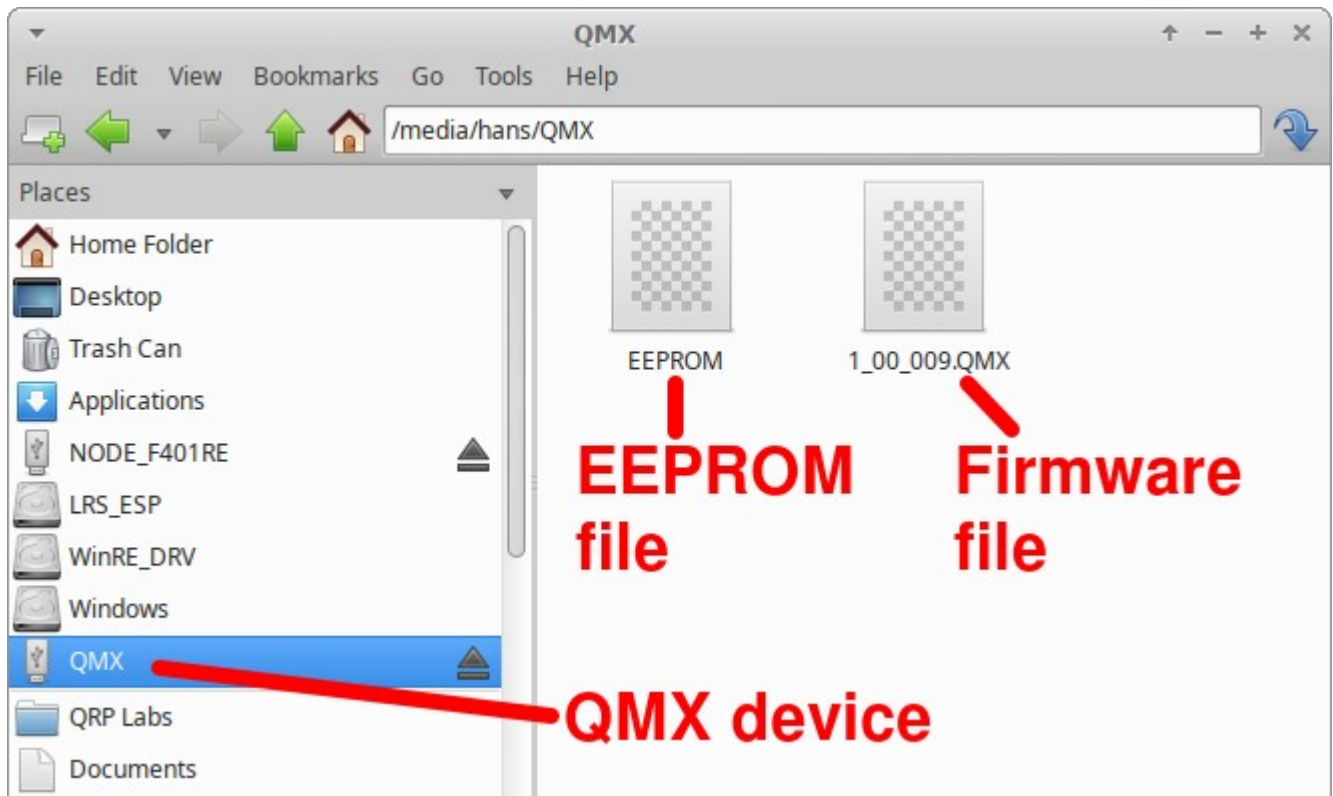 QMX
File Edit View Bookmarks Go Tools Help
/media/hans/QMX
Places
Home Folder
Desktop
Trash Can
Applications
NODE_F401RE
LRS_ESP
WinRE_DRV
Windows
QMX
QRP Labs
Documents
EEPROM
1_00_009.QMX
EEPROM
file
Firmware
file
QMX device